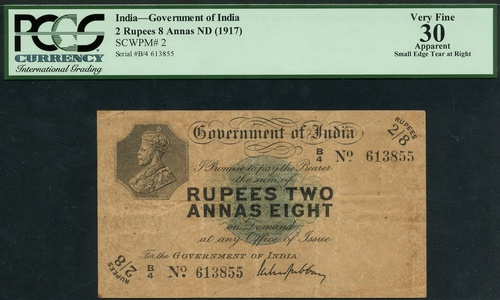 PCGS
CURRENCY
International Grading
India—Government of India
2 Rupees 8 Annas ND (1917)
SCWPM# 2
Serial #B/4 613855
Very Fine
30
Apparent
Small Edge Tear at Right
RUPEES
2/8
Government of India
B/4 No 613855
I Promise to pay the Bearer
the sum of
RUPEES TWO
ANNAS EIGHT
on Demand
at any Office of Issue
For the GOVERNMENT OF INDIA
RUPEES
2/8
B/4 No 613855